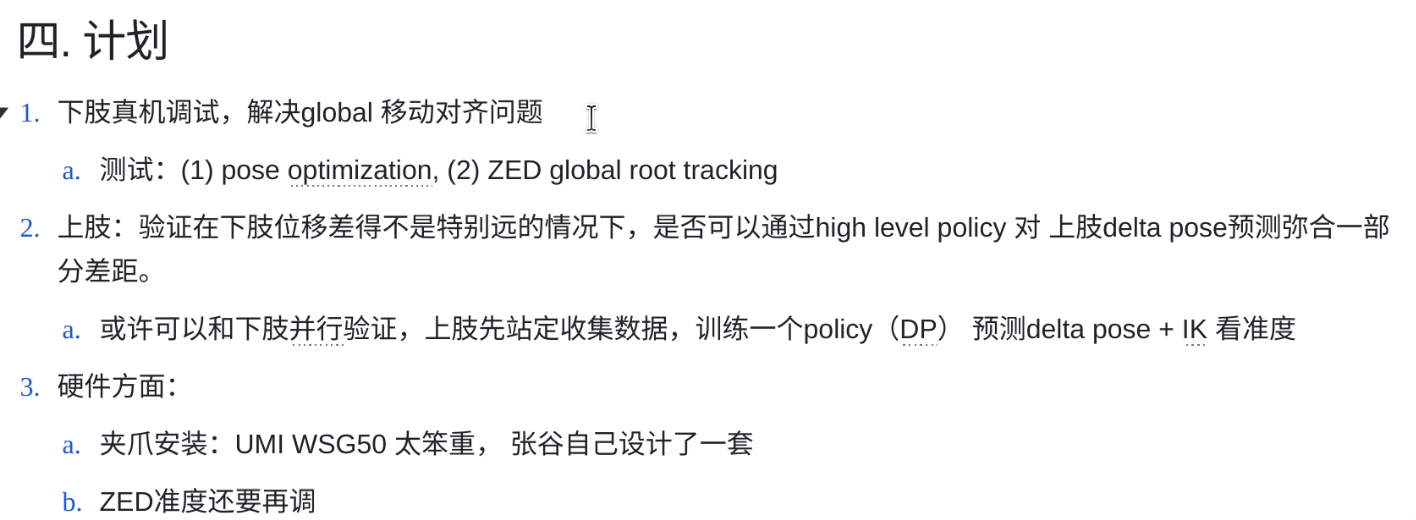 四. 计划
1. 下肢真机调试，解决global 移动对齐问题
a. 测试：(1) pose optimization, (2) ZED global root tracking
2. 上肢：验证在下肢位移差得不是特别远的情况下，是否可以通过high level policy 对 上肢delta pose预测弥合一部
分差距。
a. 或许可以和下肢并行验证，上肢先站定收集数据，训练一个policy（DP） 预测delta pose + IK 看准度
3. 硬件方面：
a. 夹爪安装：UMI WSG50 太笨重， 张谷自己设计了一套
b. ZED准度还要再调